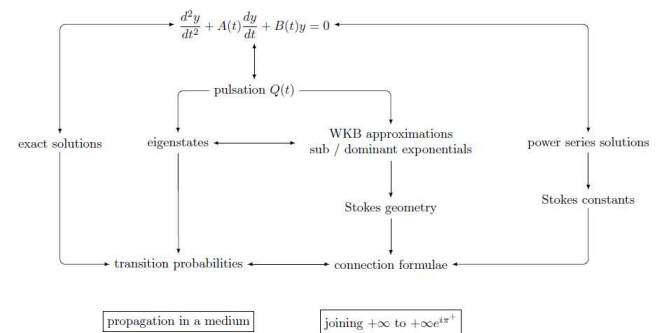 d²y/dt² + A(t) dy/dt + B(t)y = 0
pulsation Q(t)
exact solutions
eigenstates
WKB approximations
sub / dominant exponentials
power series solutions
Stokes geometry
Stokes constants
transition probabilities
connection formulae
propagation in a medium
joining +∞ to +∞e^{iπ^+}